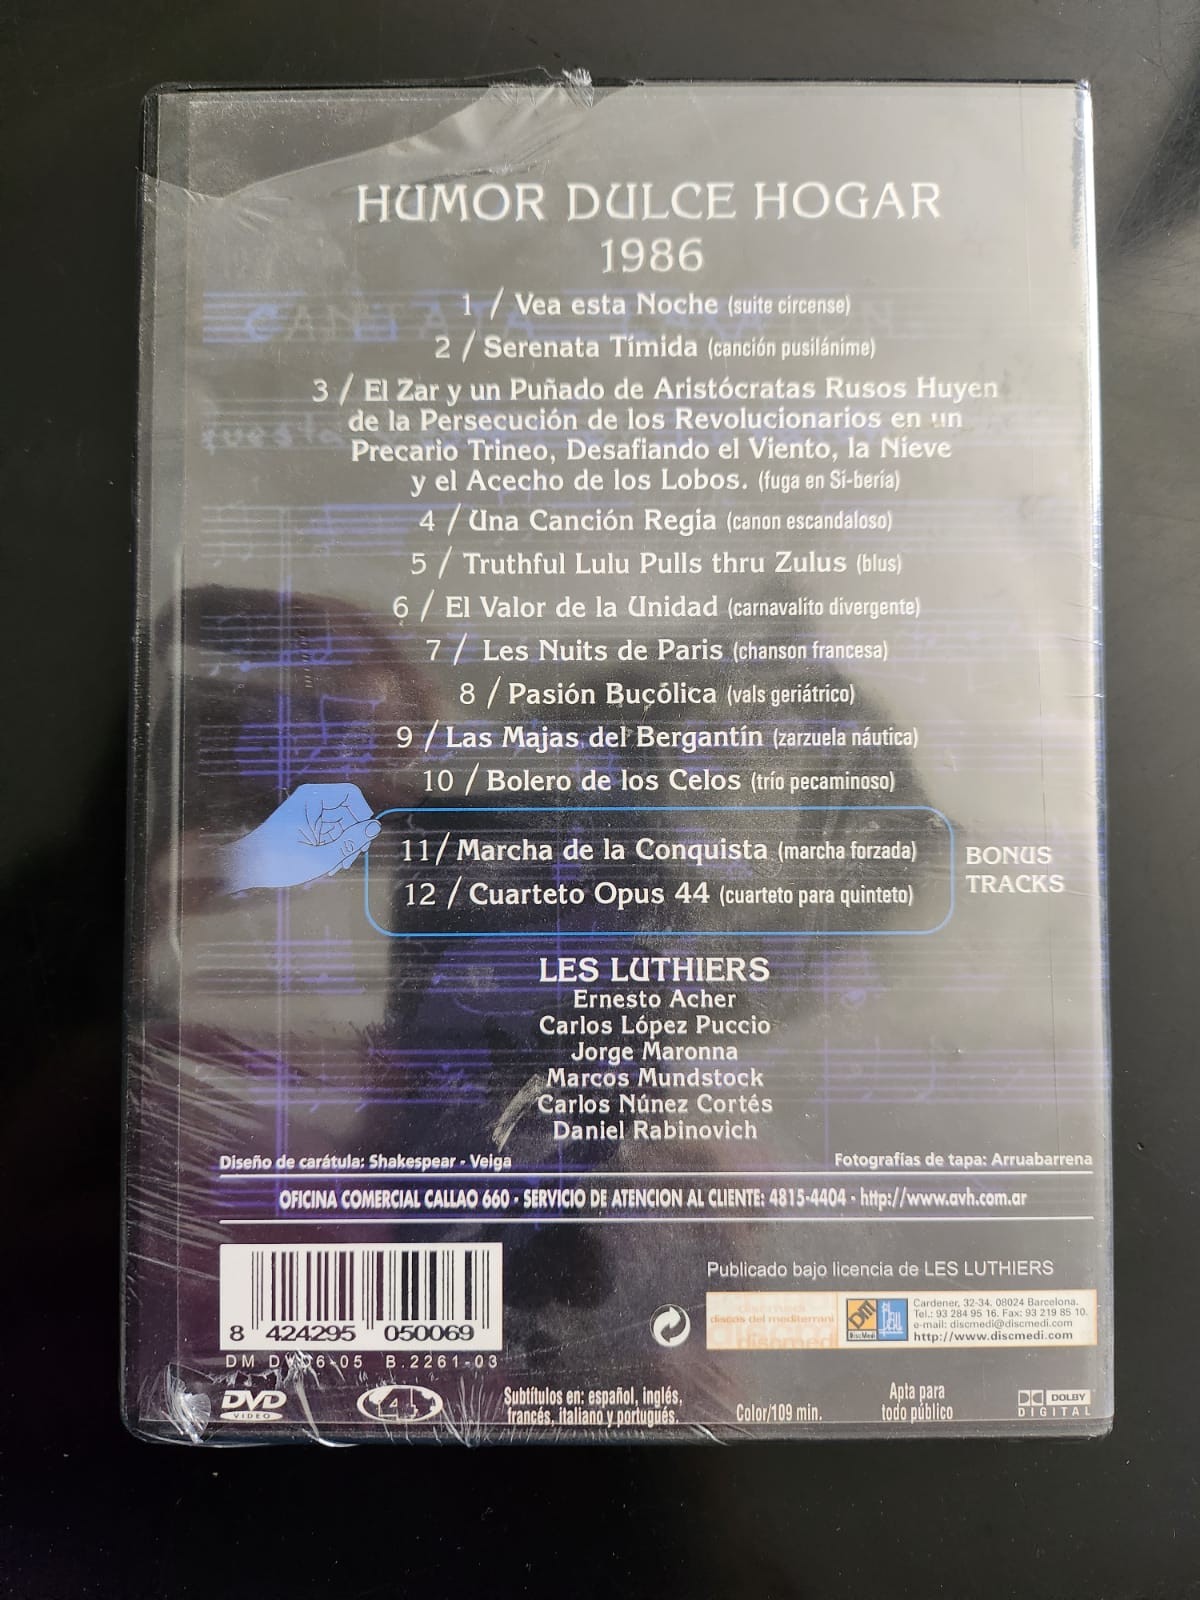 HUMOR DULCE HOGAR
1986
1 / Vea esta Noche (suite circense)
2 / Serenata Tímida (canción pusilánime)
3 / El Zar y un Puñado de Aristócratas Rusos Huyen
de la Persecución de los Revolucionarios en un
Precario Trineo, Desafiando el Viento, la Nieve
y el Acecho de los Lobos. (fuga en Si-bería)
4 / Una Canción Regia (canon escandaloso)
5 / Truthful Lulu Pulls thru Zulus (blus)
6 / El Valor de la Unidad (carnavalito divergente)
7 / Les Nuits de Paris (chanson francesa)
8 / Pasión Bucólica (vals geriátrico)
9 / Las Majas del Bergantín (zarzuela náutica)
10 / Bolero de los Celos (trío pecaminoso)
11/ Marcha de la Conquista (marcha forzada)
12 / Cuarteto Opus 44 (cuarteto para quinteto)
BONUS
TRACKS
LES LUTHIERS
Ernesto Acher
Carlos López Puccio
Jorge Maronna
Marcos Mundstock
Carlos Núnez Cortés
Daniel Rabinovich
Diseño de carátula: Shakespear - Veiga
Fotografías de tapa: Arruabarrena
OFICINA COMERCIAL CALLAO 660 - SERVICIO DE ATENCION AL CLIENTE: 4815-4404 - http://www.avh.com.ar
Publicado bajo licencia de LES LUTHIERS
discos del mediterrani
discmedi
DM
DiscMedi
blau
Cardener, 32-34. 08024 Barcelona.
Tel.: 93 284 95 16. Fax: 93 219 85 10.
e-mail: discmedi@discmedi.com
http://www.discmedi.com
8 424295 050069
DM 6-05 B.2261-03
DVD
VIDEO
4
Subtítulos en: español, inglés,
francés, italiano y portugués.
Color/109 min.
Apta para
todo público
DOLBY
DIGITAL